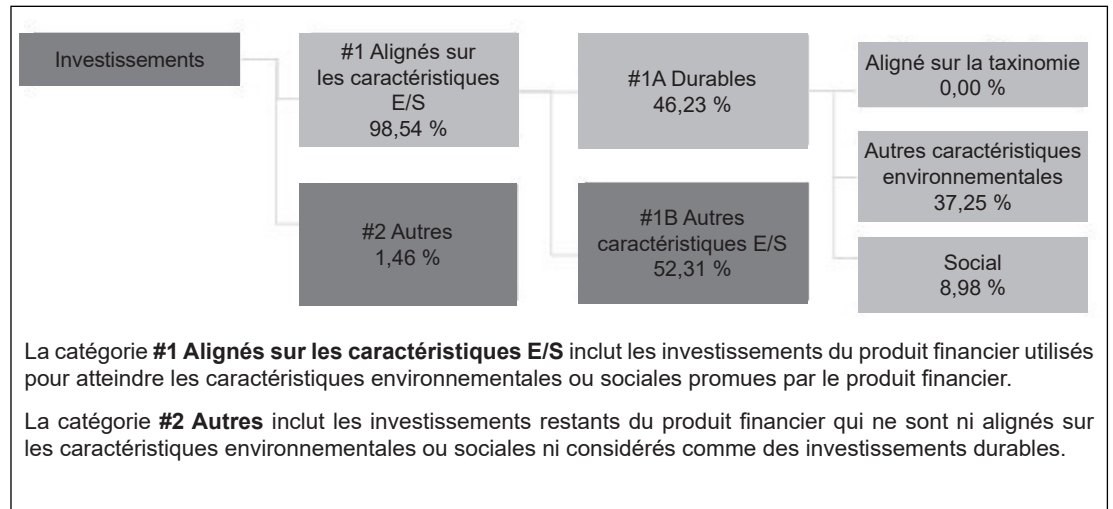 Investissements
#1 Alignés sur
les caractéristiques
E/S
98,54 %
#2 Autres
1,46 %
#1A Durables
46,23 %
#1B Autres
caractéristiques E/S
52,31 %
Aligné sur la taxinomie
0,00 %
Autres caractéristiques
environnementales
37,25 %
Social
8,98 %
La catégorie #1 Alignés sur les caractéristiques E/S inclut les investissements du produit financier utilisés
pour atteindre les caractéristiques environnementales ou sociales promues par le produit financier.
La catégorie #2 Autres inclut les investissements restants du produit financier qui ne sont ni alignés sur
les caractéristiques environnementales ou sociales ni considérés comme des investissements durables.